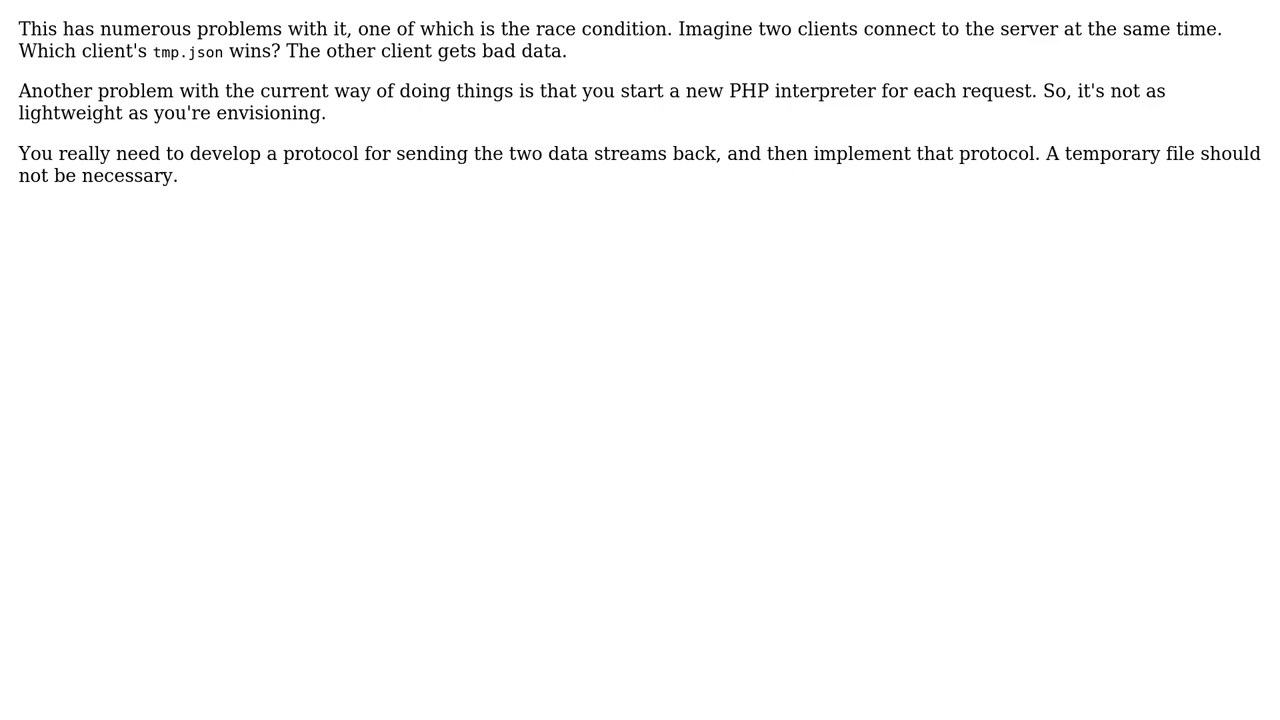 This has numerous problems with it, one of which is the race condition. Imagine two clients connect to the server at the same time.
Which client's tmp.json wins? The other client gets bad data.
Another problem with the current way of doing things is that you start a new PHP interpreter for each request. So, it's not as
lightweight as you're envisioning.
You really need to develop a protocol for sending the two data streams back, and then implement that protocol. A temporary file should
not be necessary.